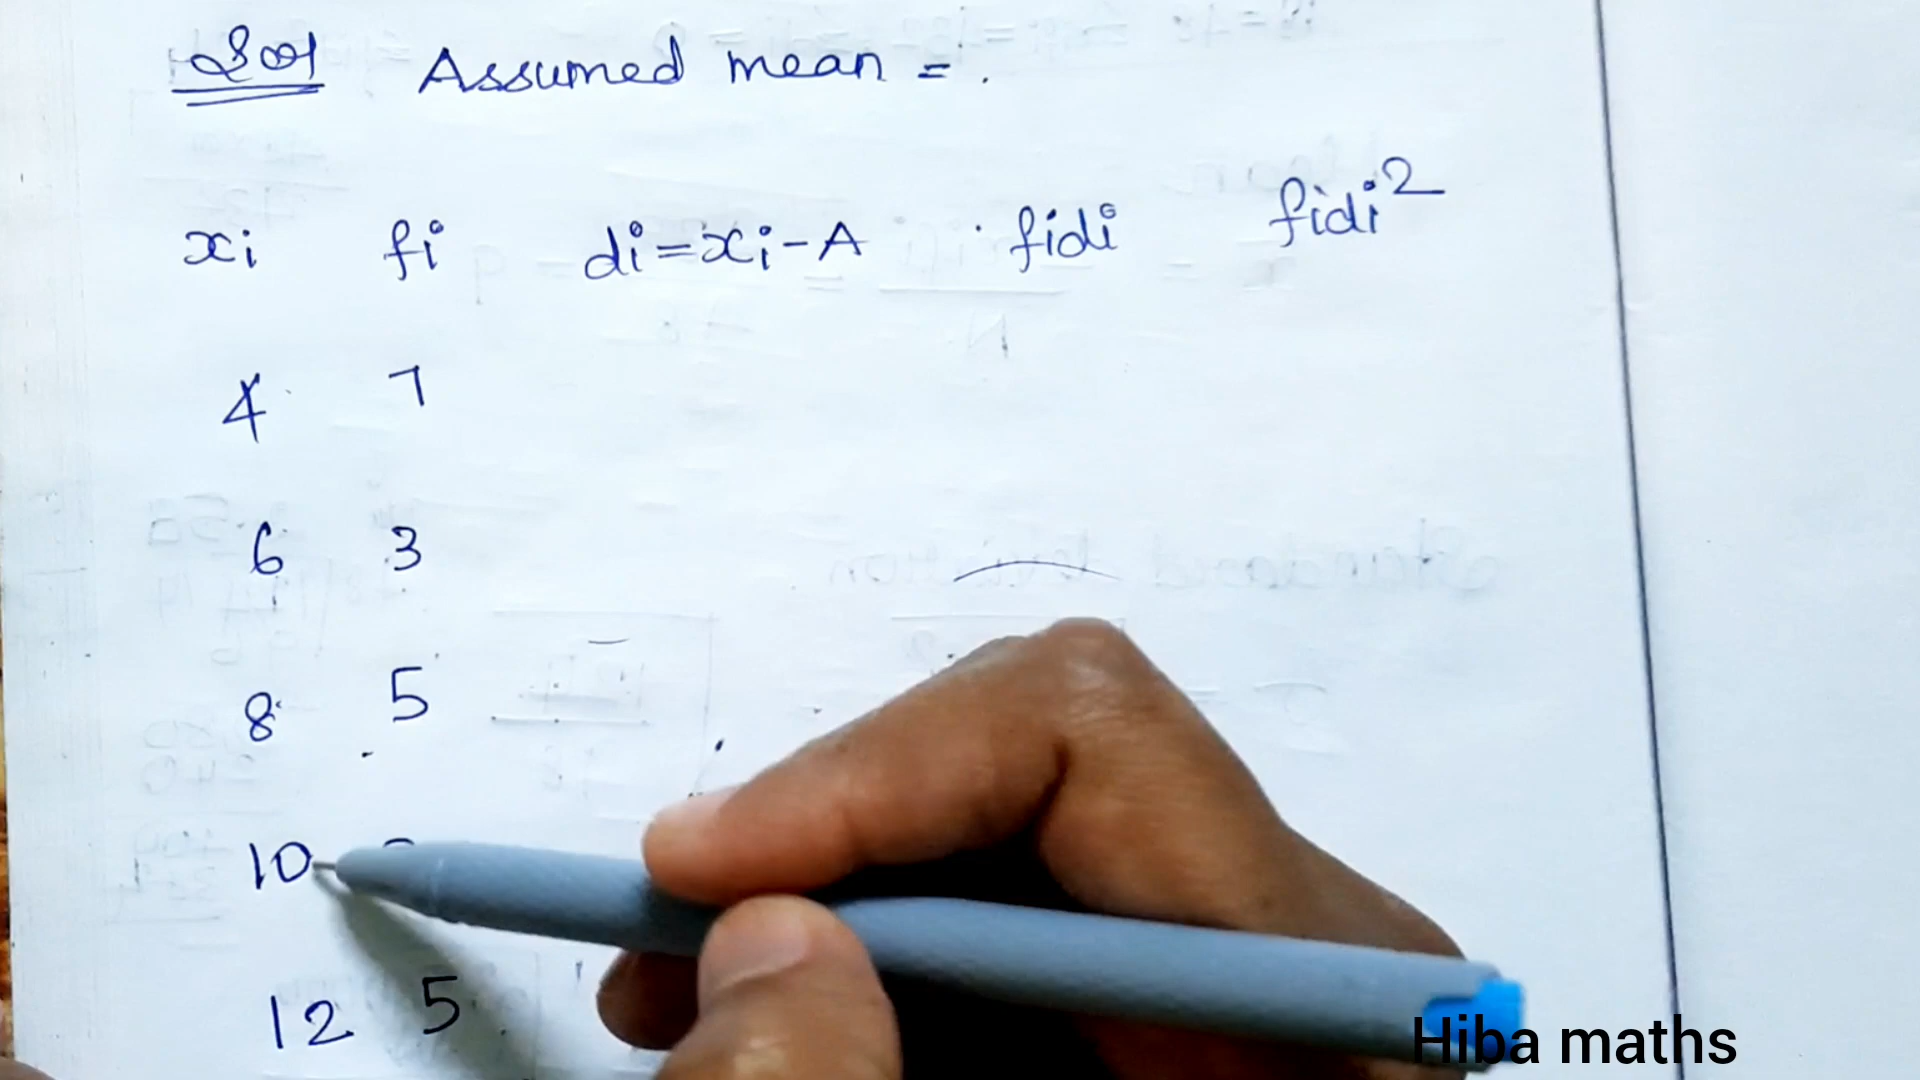 Sol Assumed mean = .
xi fi di=xi-A fidi fidi²
4 7
6 3
8 5
10
12 5
Hiba maths